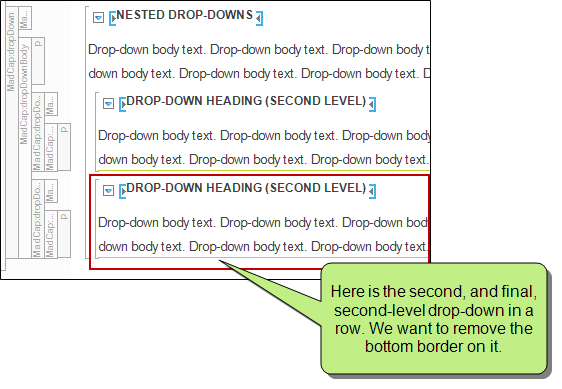 MadCap:dropDown
MadCap:dropDownBody
Ma...
p
MadCap:dropDo...
MadCap:...
Ma...
p
MadCap:dropDo...
MadCap:...
Ma...
p
NESTED DROP-DOWNS
Drop-down body text. Drop-down body text. Drop-down body t
down body text. Drop-down body text. Drop-down body text. D
DROP-DOWN HEADING (SECOND LEVEL)
Drop-down body text. Drop-down body text. Drop-down body
down body text. Drop-down body text. Drop-down body text.
DROP-DOWN HEADING (SECOND LEVEL)
Drop-down body text. Drop-down body text. Drop-down body
down body text. Drop-down body text. Drop-down body text.
Here is the second, and final,
second-level drop-down in a
row. We want to remove the
bottom border on it.